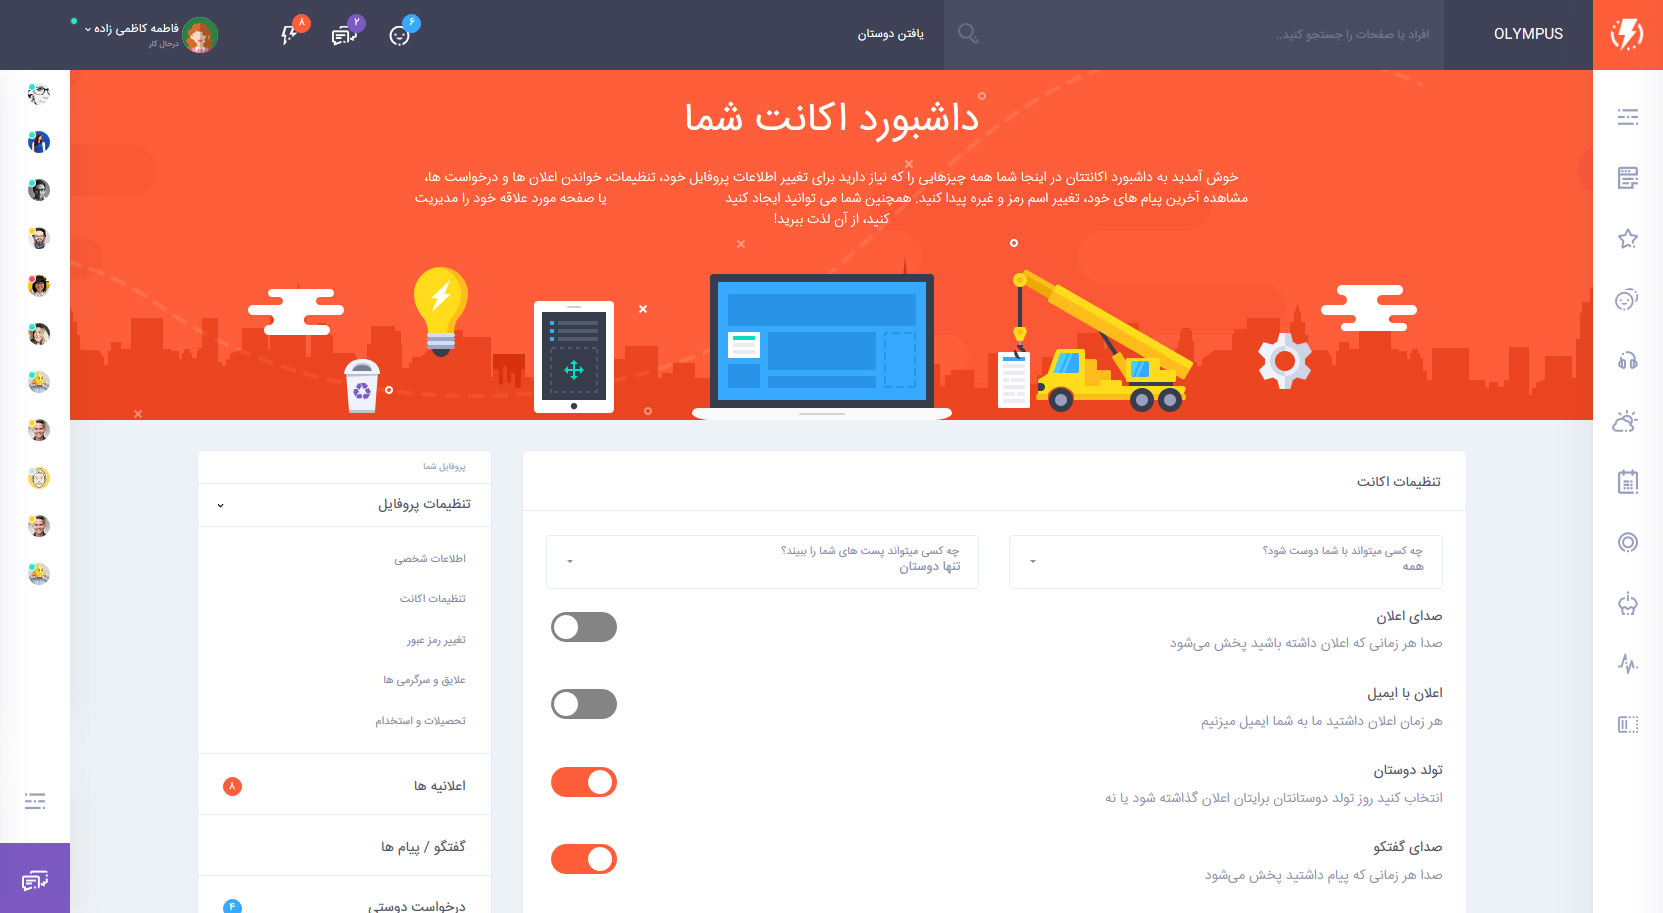 OLYMPUS
افراد یا صفحات را جستجو کنید..
یافتن دوستان
۶
۲
۸
فاطمه کاظمی زاده
درحال کار
داشبورد اکانت شما
خوش آمدید به داشبورد اکانتتان در اینجا شما همه چیزهایی را که نیاز دارید برای تغییر اطلاعات پروفایل خود، تنظیمات، خواندن اعلان ها و درخواست ها،
مشاهده آخرین پیام های خود، تغییر اسم رمز و غیره پیدا کنید. همچنین شما می توانید ایجاد کنید یا صفحه مورد علاقه خود را مدیریت
کنید، از آن لذت ببرید!
تنظیمات اکانت
چه کسی میتواند با شما دوست شود؟
همه
چه کسی میتواند پست های شما را ببیند؟
تنها دوستان
صدای اعلان
صدا هر زمانی که اعلان داشته باشید پخش می‌شود
اعلان با ایمیل
هر زمان اعلان داشتید ما به شما ایمیل میزنیم
تولد دوستان
انتخاب کنید روز تولد دوستانتان برایتان اعلان گذاشته شود یا نه
صدای گفتکو
صدا هر زمانی که پیام داشتید پخش می‌شود
پروفایل شما
تنظیمات پروفایل
اطلاعات شخصی
تنظیمات اکانت
تغییر رمز عبور
علایق و سرگرمی ها
تحصیلات و استخدام
اعلانیه ها
۸
گفتگو / پیام ها
درخواست دوستی
۴